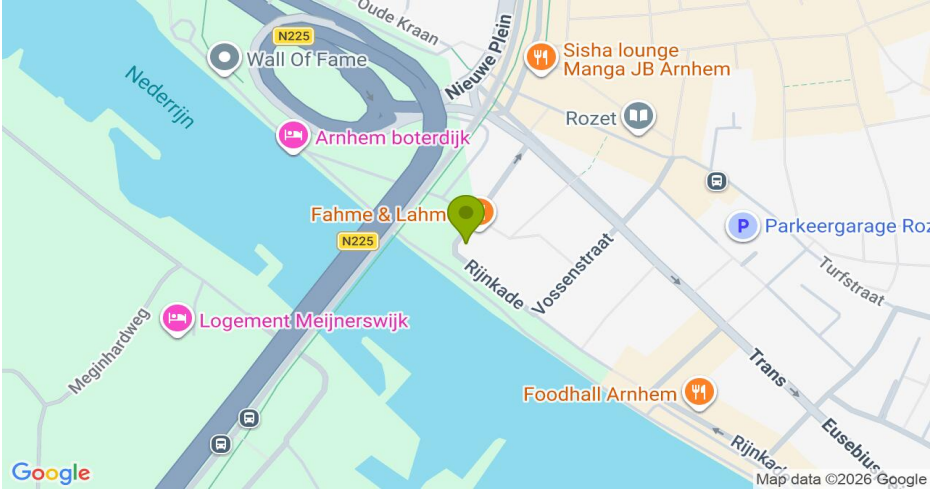 Oude Kraan
N225
Wall Of Fame
Nieuwe Plein
Sisha lounge
Manga JB Arnhem
Nederrijn
Rozet
Arnhem boterdijk
Fahme & Lahm
N225
P
Parkeergarage Roz
Rijnkade
Vossenstraat
Turfstraat
Logement Meijnerswijk
Meginhardweg
Trans
Foodhall Arnhem
Eusebius
Rijnkade
Google
Map data ©2026 Google